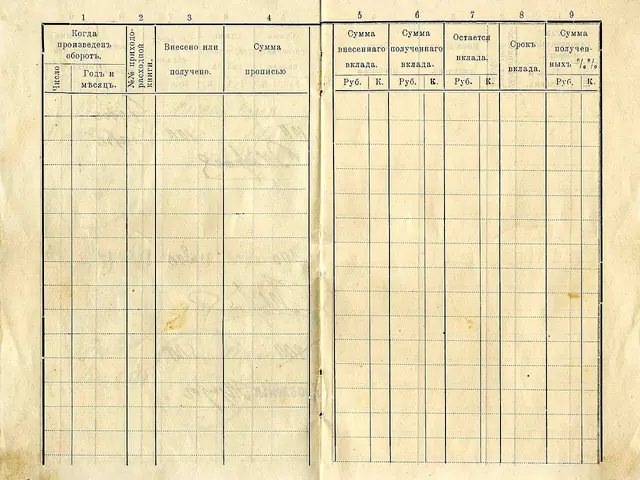 1 2 3 4
Когда произведенъ оборотъ.
Число
Годъ и мѣсяцъ.
№№ приходо-расходной книги.
Внесено или получено.
Сумма прописью
5 6 7 8 9
Сумма внесеннаго вклада.
Руб. К.
Сумма полученнаго вклада.
Руб. К.
Остается вклада.
Руб. К.
Срокъ вклада.
Сумма получен-ныхъ %%
Руб. К.